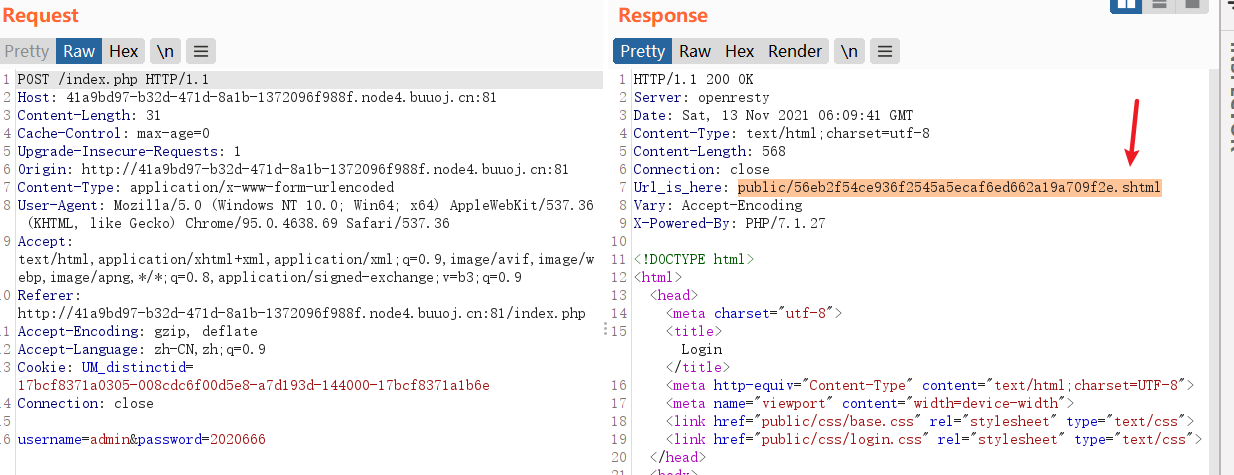 Request
Pretty Raw Hex \n
1 POST /index.php HTTP/1.1
2 Host: 41a9bd97-b32d-471d-8a1b-1372096f988f.node4.buuoj.cn:81
3 Content-Length: 31
4 Cache-Control: max-age=0
5 Upgrade-Insecure-Requests: 1
6 Origin: http://41a9bd97-b32d-471d-8a1b-1372096f988f.node4.buuoj.cn:81
7 Content-Type: application/x-www-form-urlencoded
8 User-Agent: Mozilla/5.0 (Windows NT 10.0; Win64; x64) AppleWebKit/537.36
(KHTML, like Gecko) Chrome/95.0.4638.69 Safari/537.36
9 Accept:
text/html,application/xhtml+xml,application/xml;q=0.9,image/avif,image/w
ebp,image/apng,*/*;q=0.8,application/signed-exchange;v=b3;q=0.9
0 Referer:
http://41a9bd97-b32d-471d-8a1b-1372096f988f.node4.buuoj.cn:81/index.php
1 Accept-Encoding: gzip, deflate
2 Accept-Language: zh-CN,zh;q=0.9
3 Cookie: UM_distinctid=
17bcf8371a0305-008cdc6f00d5e8-a7d193d-144000-17bcf8371a1b6e
4 Connection: close
5
6 username=admin&password=2020666
Response
Pretty Raw Hex Render \n
1 HTTP/1.1 200 OK
2 Server: openresty
3 Date: Sat, 13 Nov 2021 06:09:41 GMT
4 Content-Type: text/html;charset=utf-8
5 Content-Length: 568
6 Connection: close
7 Url_is_here: public/56eb2f54ce936f2545a5ecaf6ed662a19a709f2e.shtml
8 Vary: Accept-Encoding
9 X-Powered-By: PHP/7.1.27
10
11 <!DOCTYPE html>
12 <html>
13 <head>
14 <meta charset="utf-8">
15 <title>
Login
</title>
16 <meta http-equiv="Content-Type" content="text/html;charset=UTF-8">
17 <meta name="viewport" content="width=device-width">
18 <link href="public/css/base.css" rel="stylesheet" type="text/css">
19 <link href="public/css/login.css" rel="stylesheet" type="text/css">
20 </head>
21 <body>